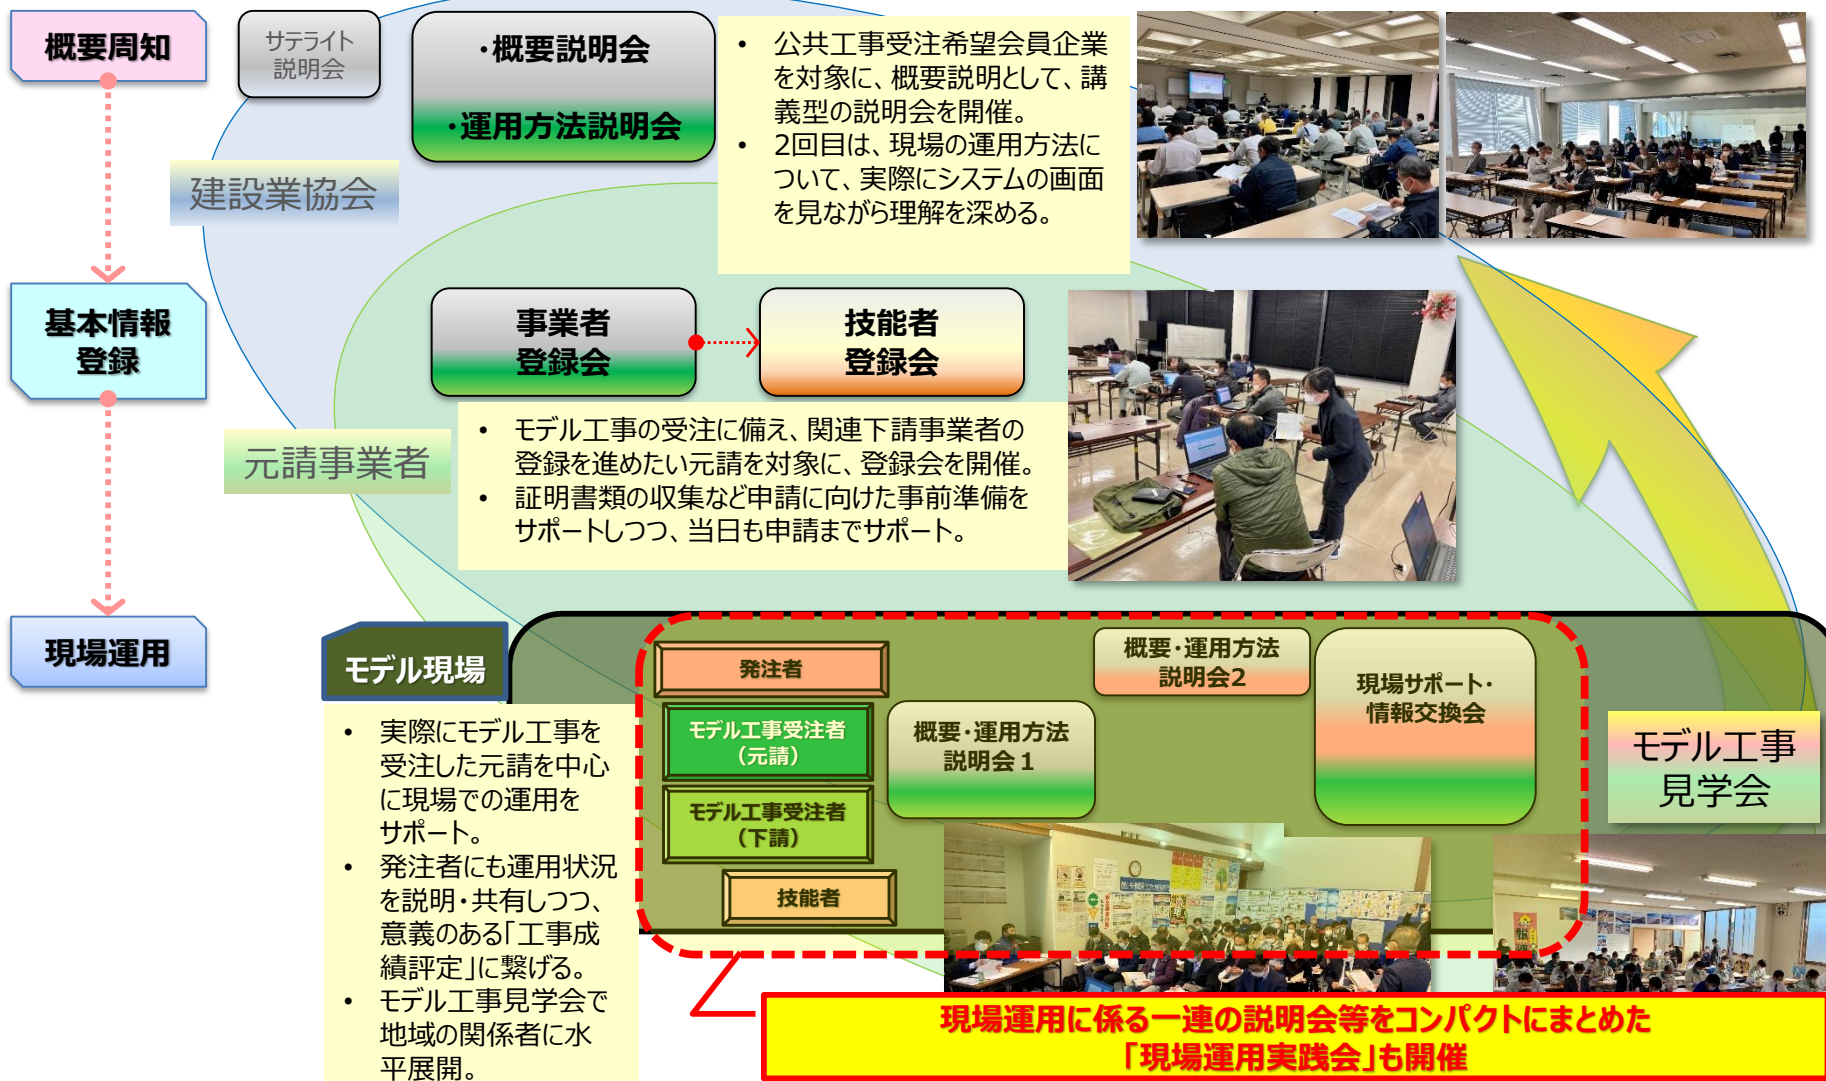 概要周知
サテライト
説明会
・概要説明会
・運用方法説明会
• 公共工事受注希望会員企業
を対象に、概要説明として、講
義型の説明会を開催。
• 2回目は、現場の運用方法に
ついて、実際にシステムの画面
を見ながら理解を深める。
建設業協会
基本情報
登録
事業者
登録会
技能者
登録会
元請事業者
• モデル工事の受注に備え、関連下請事業者の
登録を進めたい元請を対象に、登録会を開催。
• 証明書類の収集など申請に向けた事前準備を
サポートしつつ、当日も申請までサポート。
現場運用
モデル現場
• 実際にモデル工事を
受注した元請を中心
に現場での運用を
サポート。
• 発注者にも運用状況
を説明・共有しつつ、
意義のある「工事成
績評定」に繋げる。
• モデル工事見学会で
地域の関係者に水
平展開。
発注者
モデル工事受注者
（元請）
モデル工事受注者
（下請）
技能者
概要・運用方法
説明会１
概要・運用方法
説明会2
現場サポート・
情報交換会
モデル工事
見学会
現場運用に係る一連の説明会等をコンパクトにまとめた
「現場運用実践会」も開催